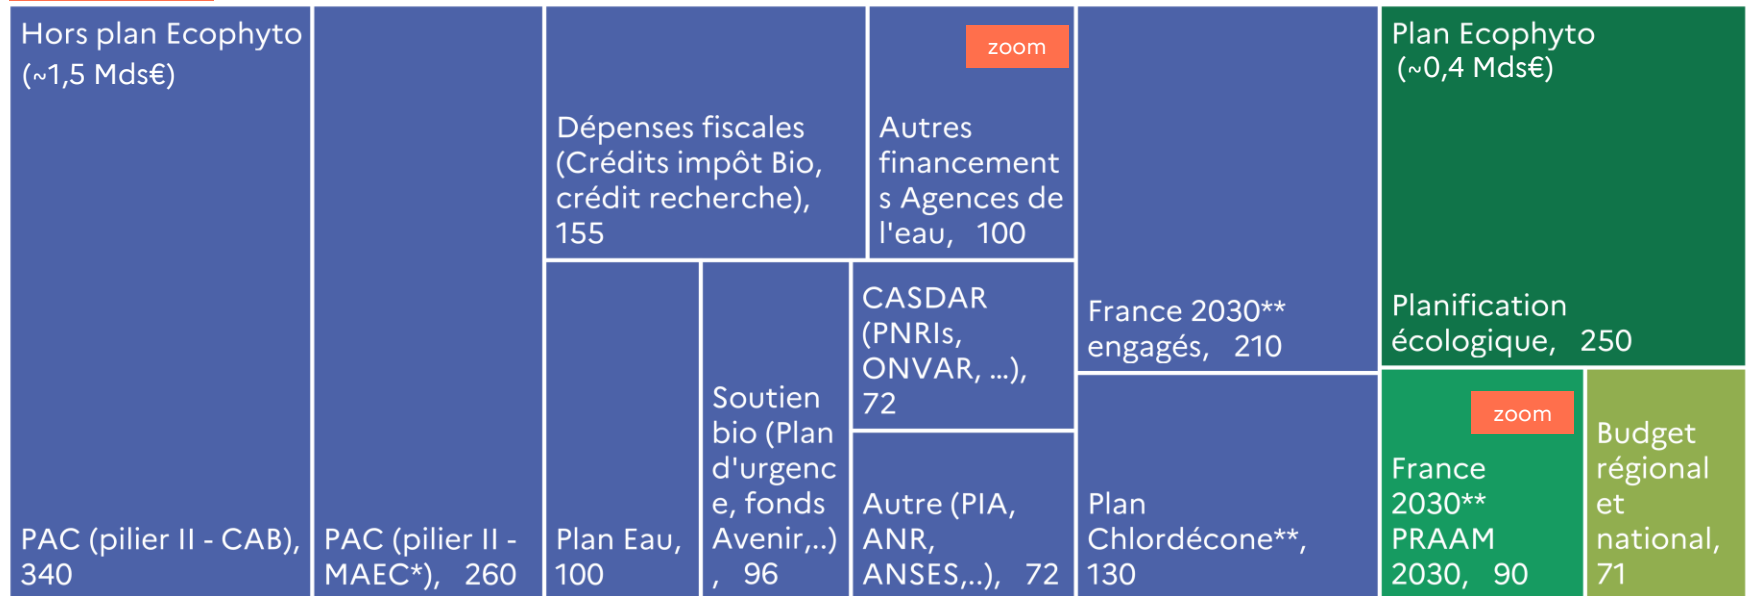 Hors plan Ecophyto
(~1,5 Mds€)
PAC (pilier II - CAB),
340
PAC (pilier II -
MAEC*), 260
Dépenses fiscales
(Crédits impôt Bio,
crédit recherche),
155
zoom
Autres
financement
s Agences de
l'eau, 100
Plan Eau,
100
Soutien
bio (Plan
d'urgenc
e, fonds
Avenir,..)
, 96
CASDAR
(PNRIs,
ONVAR, ...),
72
Autre (PIA,
ANR,
ANSES,..), 72
France 2030**
engagés, 210
Plan
Chlordécone**,
130
Plan Ecophyto
(~0,4 Mds€)
Planification
écologique, 250
zoom
France
2030**
PRAAM
2030, 90
Budget
régional
et
national,
71